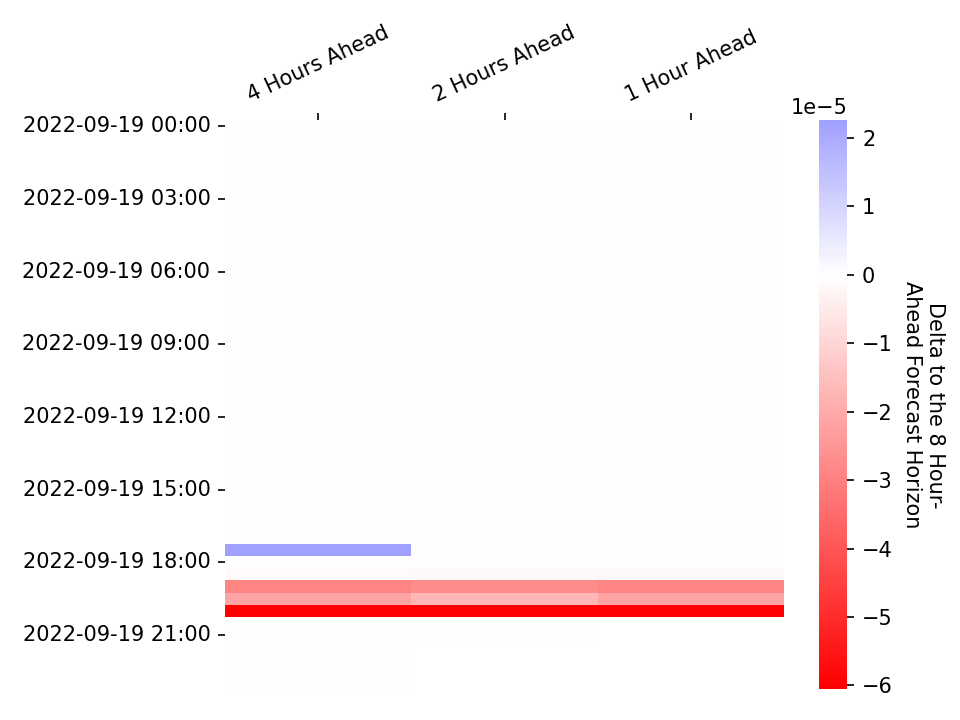 4 Hours Ahead
2 Hours Ahead
1 Hour Ahead
1e−5
2022-09-19 00:00
2022-09-19 03:00
2022-09-19 06:00
2022-09-19 09:00
2022-09-19 12:00
2022-09-19 15:00
2022-09-19 18:00
2022-09-19 21:00
2
1
0
−1
−2
−3
−4
−5
−6
Delta to the 8 Hour-
Ahead Forecast Horizon